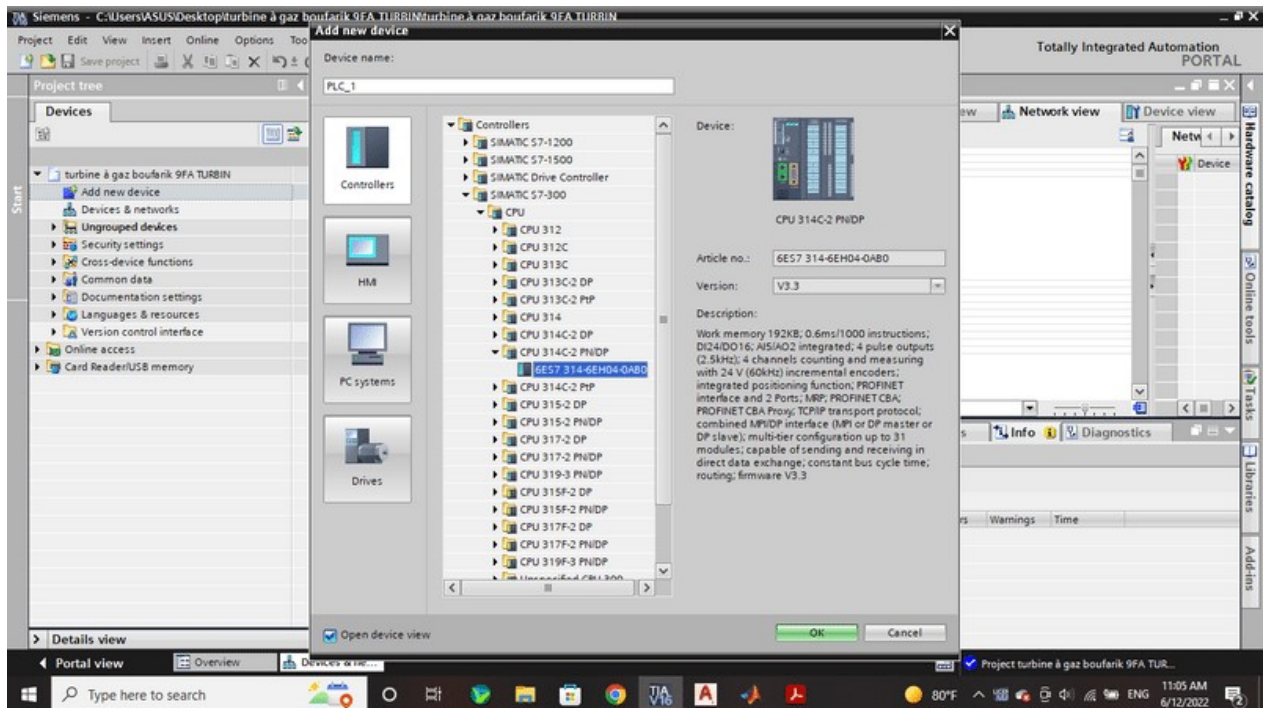 Siemens - C:\Users\ASUS\Desktop\turbine à gaz boufarik 9FA TURBIN\turbine à gaz boufarik 9FA TURBIN
Project Edit View Insert Online Options Too
Save project
Totally Integrated Automation
PORTAL
Add new device
Device name:
PLC_1
Project tree
Devices
turbine à gaz boufarik 9FA TURBIN
Add new device
Devices & networks
Ungrouped devices
Security settings
Cross-device functions
Common data
Documentation settings
Languages & resources
Version control interface
Online access
Card Reader/USB memory
Details view
Start
Controllers
HMI
PC systems
Drives
Controllers
SIMATIC S7-1200
SIMATIC S7-1500
SIMATIC Drive Controller
SIMATIC S7-300
CPU
CPU 312
CPU 312C
CPU 313C
CPU 313C-2 DP
CPU 313C-2 PtP
CPU 314
CPU 314C-2 DP
CPU 314C-2 PN/DP
6ES7 314-6EH04-0AB0
CPU 314C-2 PtP
CPU 315-2 DP
CPU 315-2 PN/DP
CPU 317-2 DP
CPU 317-2 PN/DP
CPU 319-3 PN/DP
CPU 315F-2 DP
CPU 315F-2 PN/DP
CPU 317F-2 DP
CPU 317F-2 PN/DP
CPU 319F-3 PN/DP
Unspecified CPU 300
Device:
CPU 314C-2 PN/DP
Article no.: 6ES7 314-6EH04-0AB0
Version: V3.3
Description:
Work memory 192KB; 0.6ms/1000 instructions;
DI24/DO16; AI5/AO2 integrated; 4 pulse outputs
(2.5kHz); 4 channels counting and measuring
with 24 V (60kHz) incremental encoders;
integrated positioning function; PROFINET
interface and 2 Ports; MRP; PROFINET CBA;
PROFINET CBA Proxy; TCP/IP transport protocol;
combined MPI/DP interface (MPI or DP master or
DP slave); multi-tier configuration up to 31
modules; capable of sending and receiving in
direct data exchange; constant bus cycle time;
routing; firmware V3.3
Open device view
OK Cancel
ew Network view Device view
Netw
Device
s Info Diagnostics
rs Warnings Time
Hardware catalog
Online tools
Tasks
Libraries
Add-ins
Portal view Overview Devices & ne...
Project turbine à gaz boufarik 9FA TUR...
Type here to search
TIA
V16
80°F ENG 11:05 AM
6/12/2022
2